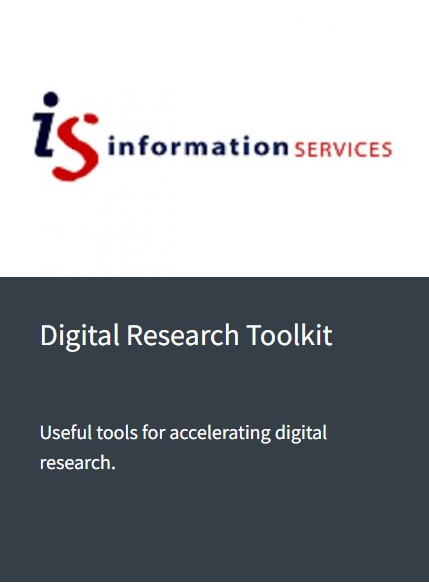 is information SERVICES
Digital Research Toolkit
Useful tools for accelerating digital
research.